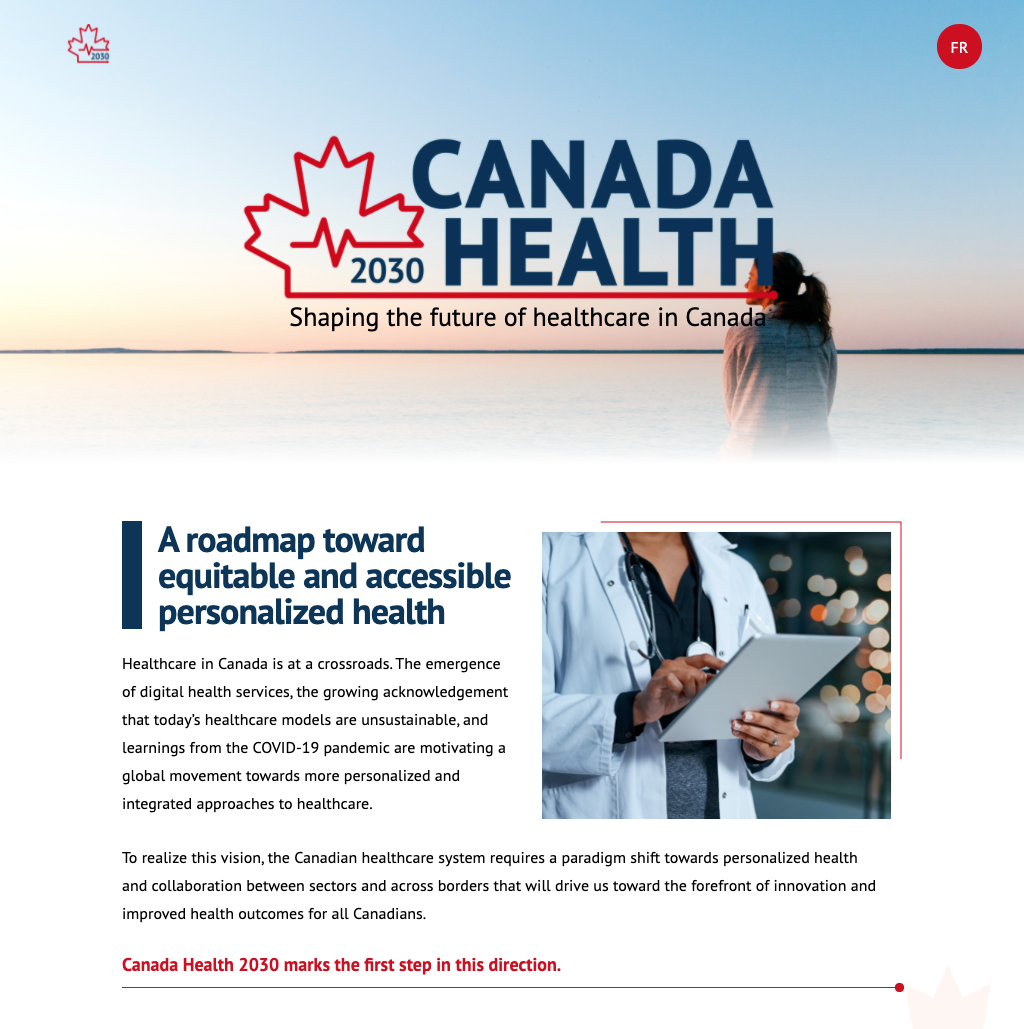 2030
FR
CANADA
HEALTH
2030
Shaping the future of healthcare in Canada
A roadmap toward
equitable and accessible
personalized health
Healthcare in Canada is at a crossroads. The emergence
of digital health services, the growing acknowledgement
that today’s healthcare models are unsustainable, and
learnings from the COVID-19 pandemic are motivating a
global movement towards more personalized and
integrated approaches to healthcare.
To realize this vision, the Canadian healthcare system requires a paradigm shift towards personalized health
and collaboration between sectors and across borders that will drive us toward the forefront of innovation and
improved health outcomes for all Canadians.
Canada Health 2030 marks the first step in this direction.